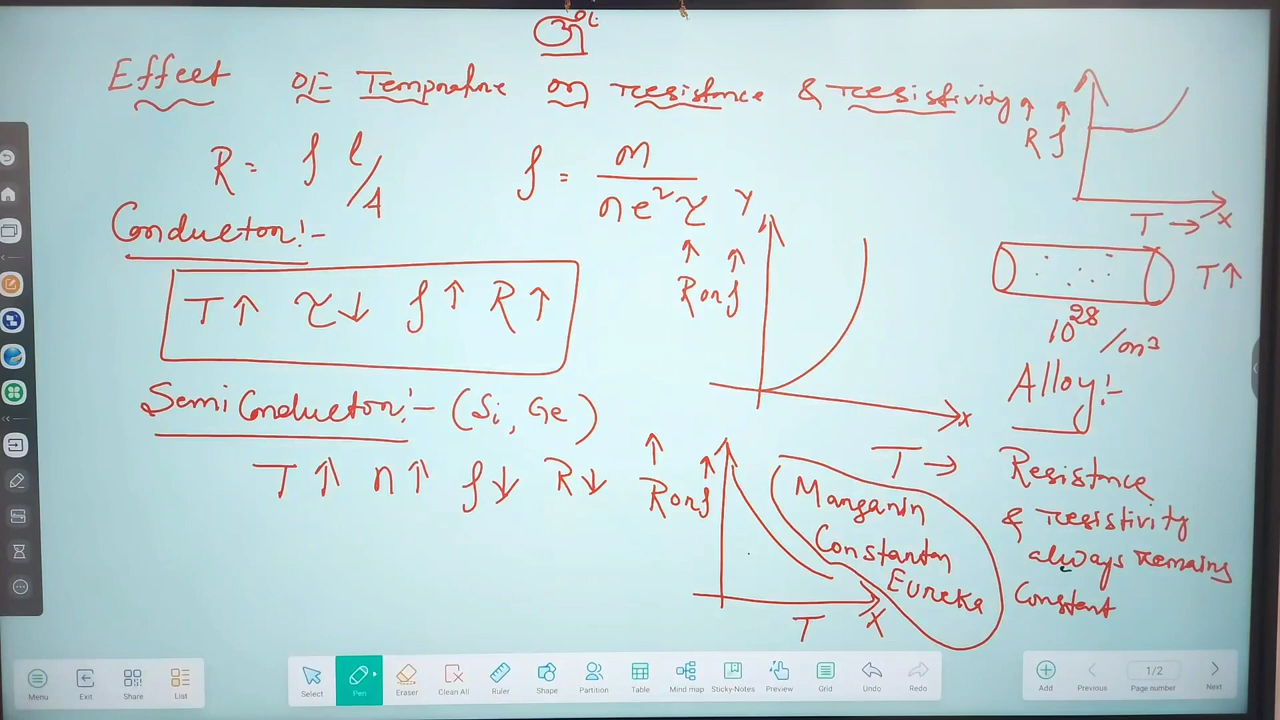 Effect of Temprature on resistance & resistivity
R = ρ l/A
ρ = m / ne²τ
Conductor:-
T↑ τ↓ ρ↑ R↑
Semi Conductor:- (Si, Ge)
T↑ n↑ ρ↓ R↓
Y
R or ρ
X
T →
R or ρ
T
X
Manganin
Constantan
Eureka
R ρ
T → X
T↑
10²⁸ /m³
Alloy:-
Resistance
& resistivity
always remains
Constant
Menu
Exit
Share
List
Select
Pen
Eraser
Clean All
Ruler
Shape
Partition
Table
Mind map
Sticky-Notes
Preview
Grid
Undo
Redo
Add
Previous
1/2
Page number
Next